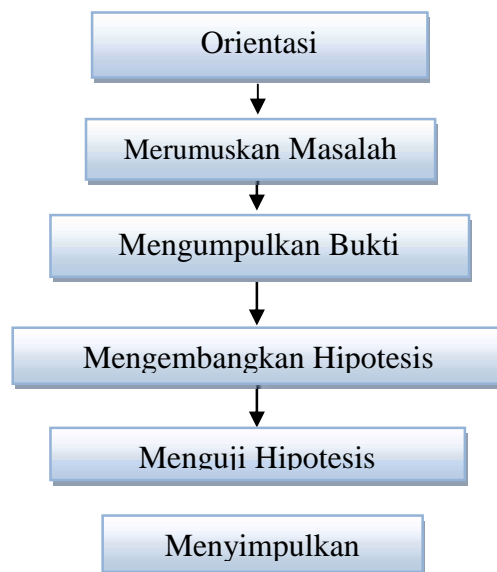 Orientasi
Merumuskan Masalah
Mengumpulkan Bukti
Mengembangkan Hipotesis
Menguji Hipotesis
Menyimpulkan